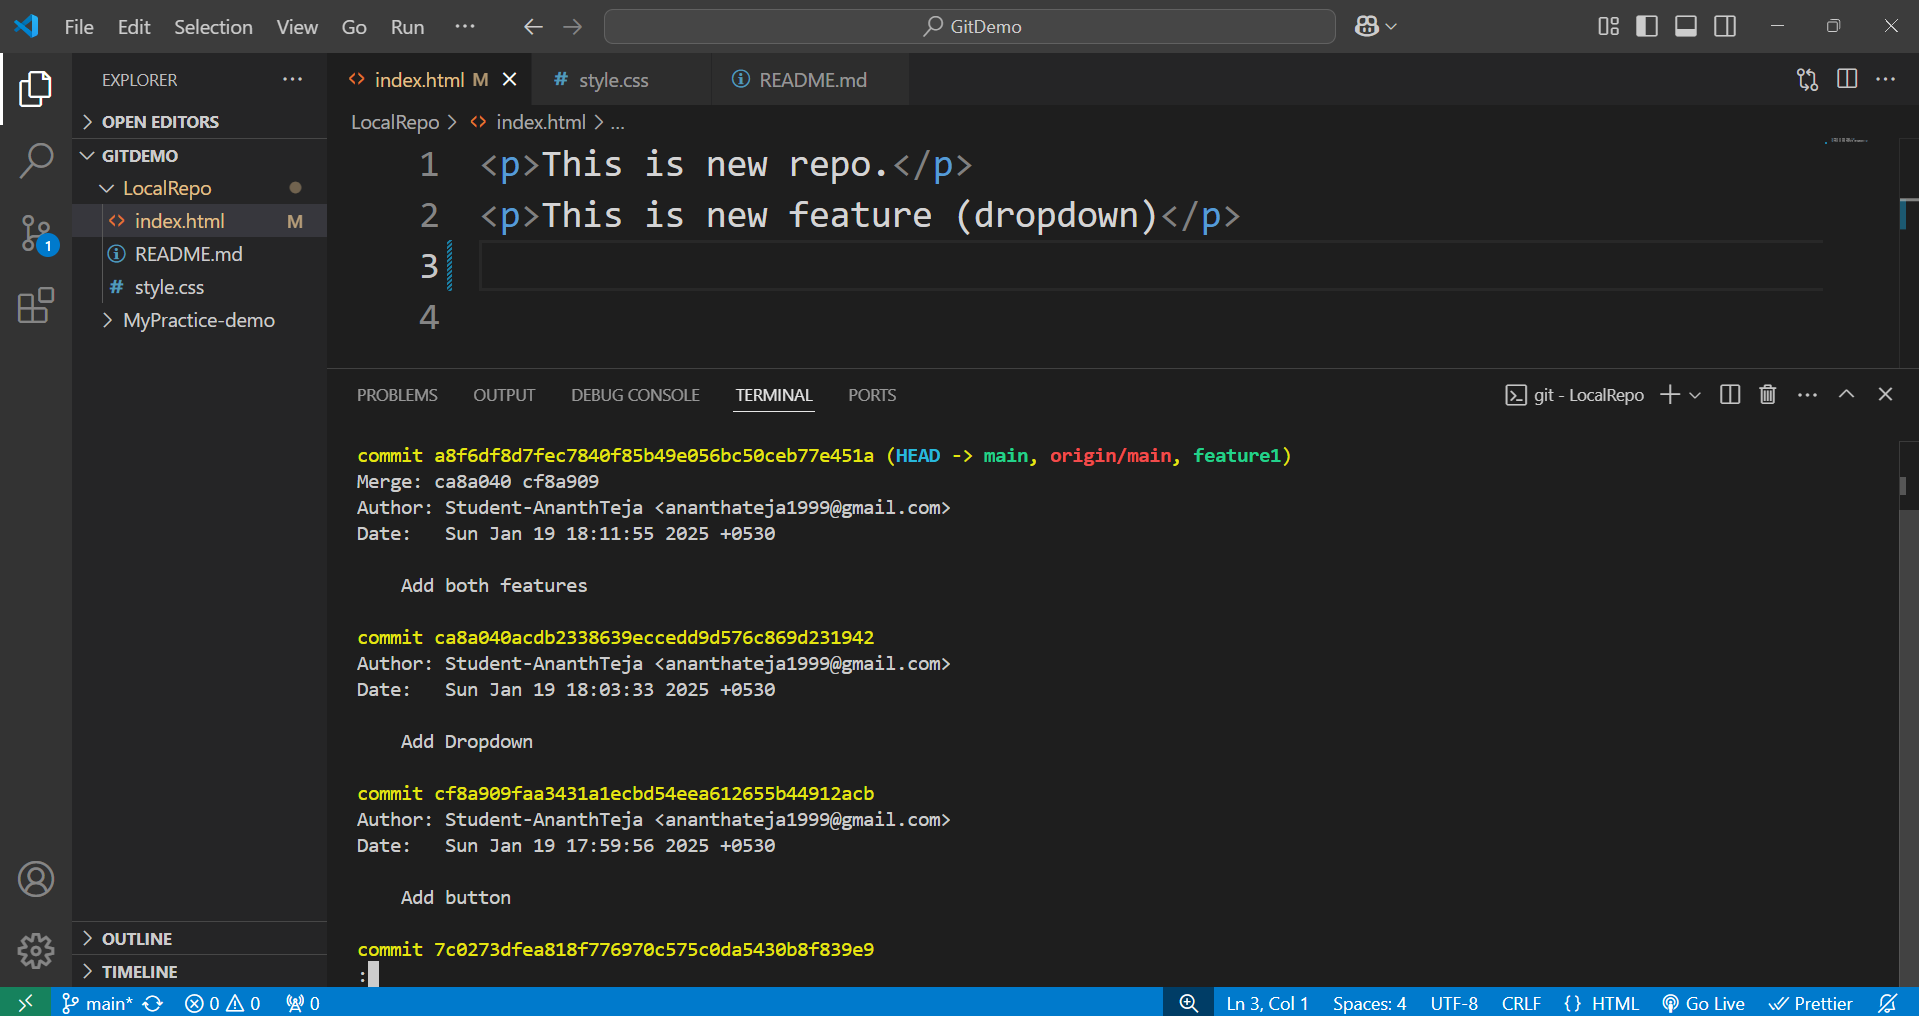 File Edit Selection View Go Run ··· GitDemo
EXPLORER ···
OPEN EDITORS
GITDEMO
LocalRepo
index.html M
README.md
style.css
MyPractice-demo
OUTLINE
TIMELINE
index.html M style.css README.md
LocalRepo > index.html > ...
1 <p>This is new repo.</p>
2 <p>This is new feature (dropdown)</p>
3
4
PROBLEMS OUTPUT DEBUG CONSOLE TERMINAL PORTS git - LocalRepo
commit a8f6df8d7fec7840f85b49e056bc50ceb77e451a (HEAD -> main, origin/main, feature1)
Merge: ca8a040 cf8a909
Author: Student-AnanthTeja <ananthateja1999@gmail.com>
Date:   Sun Jan 19 18:11:55 2025 +0530
Add both features
commit ca8a040acdb2338639eccedd9d576c869d231942
Author: Student-AnanthTeja <ananthateja1999@gmail.com>
Date:   Sun Jan 19 18:03:33 2025 +0530
Add Dropdown
commit cf8a909faa3431a1ecbd54eea612655b44912acb
Author: Student-AnanthTeja <ananthateja1999@gmail.com>
Date:   Sun Jan 19 17:59:56 2025 +0530
Add button
commit 7c0273dfea818f776970c575c0da5430b8f839e9
:
1
main* 0 0 0 Ln 3, Col 1 Spaces: 4 UTF-8 CRLF {} HTML Go Live Prettier